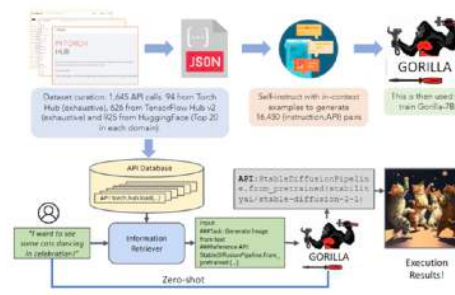 PYTORCH
HUB
JSON
GORILLA
Dataset curation: 1,645 API calls. 94 from Torch
Hub (exhaustive), 626 from TensorFlow Hub v2
(exhaustive) and 925 from HuggingFace (Top 20
in each domain)
Self-instruct with in-context
examples to generate
16,450 (instruction,API) pairs
This is then used
train Gorilla-7B
API Database
API: torch.hub.load(...)
API:StableDiffusionPipelin
e.from_pretrained(stabilit
yai/stable-diffusion-2-1)
"I want to see
some cats dancing
in celebration!"
Information
Retriever
INPUT:
###Task: Generate Image
from text
###Reference API:
StableDiffusionPipeline.from_
pretrained(...)
GORILLA
Execution
Results!
Zero-shot